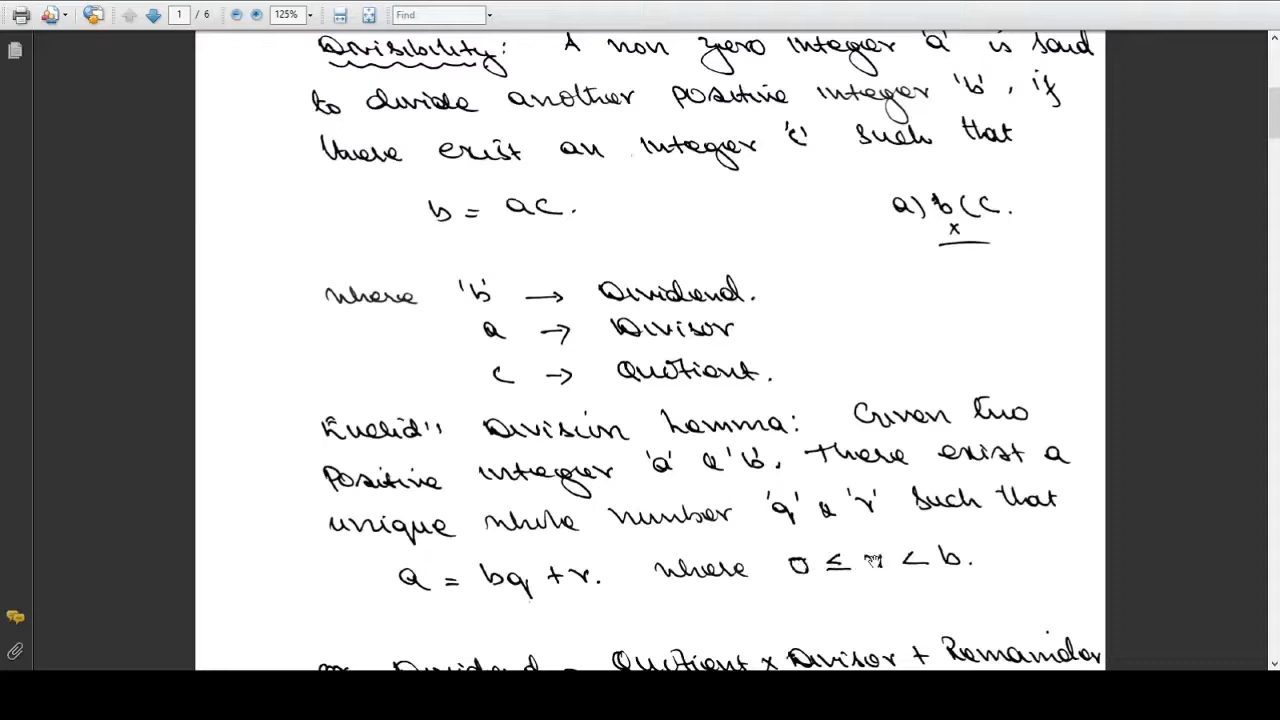 1 / 6 125% Find
Divisibility: A non zero integer 'a' is said
to divide another positive integer 'b', if
there exist an integer 'c' such that
b = ac. a) b ( c.
x
where 'b' → Dividend.
a → Divisor
c → Quotient.
Euclid's Division Lemma: Given two
positive integer 'a' & 'b', there exist a
unique whole number 'q' & 'r' such that
a = bq + r. where 0 ≤ r < b.
or Dividend = Quotient x Divisor + Remainder